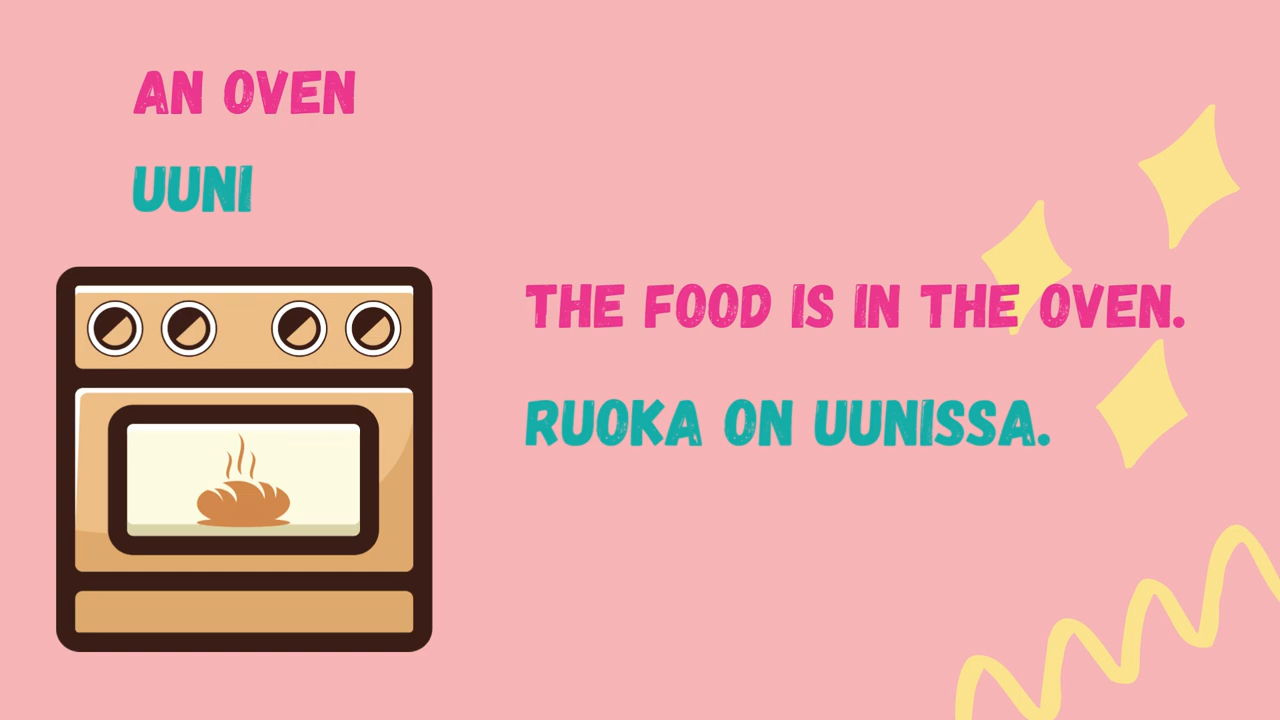 AN OVEN
UUNI
THE FOOD IS IN THE OVEN.
RUOKA ON UUNISSA.